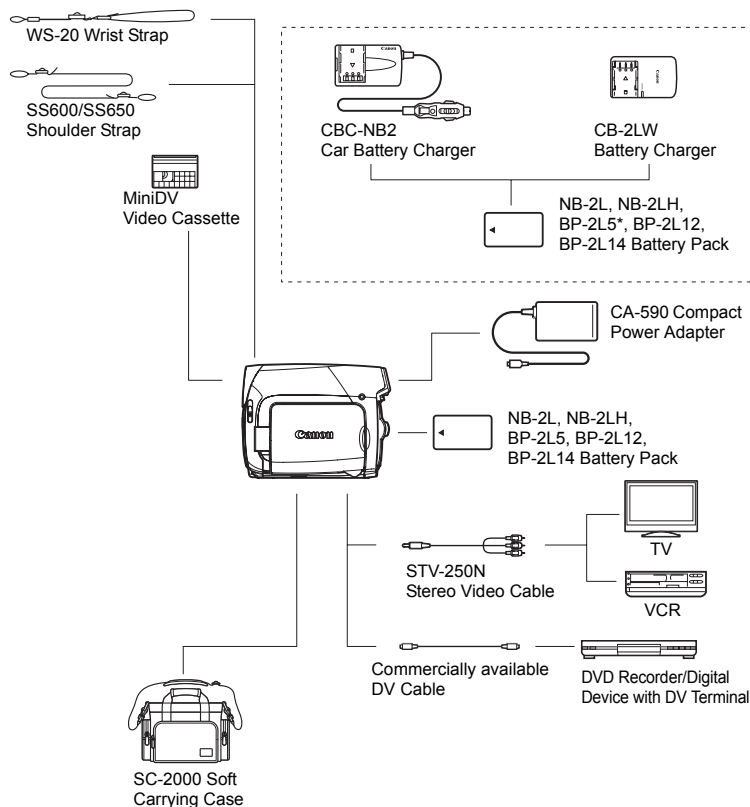 WS-20 Wrist Strap
SS600/SS650
Shoulder Strap
MiniDV
Video Cassette
Canon
CBC-NB2
Car Battery Charger
Canon
CB-2LW
Battery Charger
NB-2L, NB-2LH,
BP-2L5*, BP-2L12,
BP-2L14 Battery Pack
CA-590 Compact
Power Adapter
Canon
NB-2L, NB-2LH,
BP-2L5, BP-2L12,
BP-2L14 Battery Pack
STV-250N
Stereo Video Cable
TV
VCR
Commercially available
DV Cable
DVD Recorder/Digital
Device with DV Terminal
SC-2000 Soft
Carrying Case